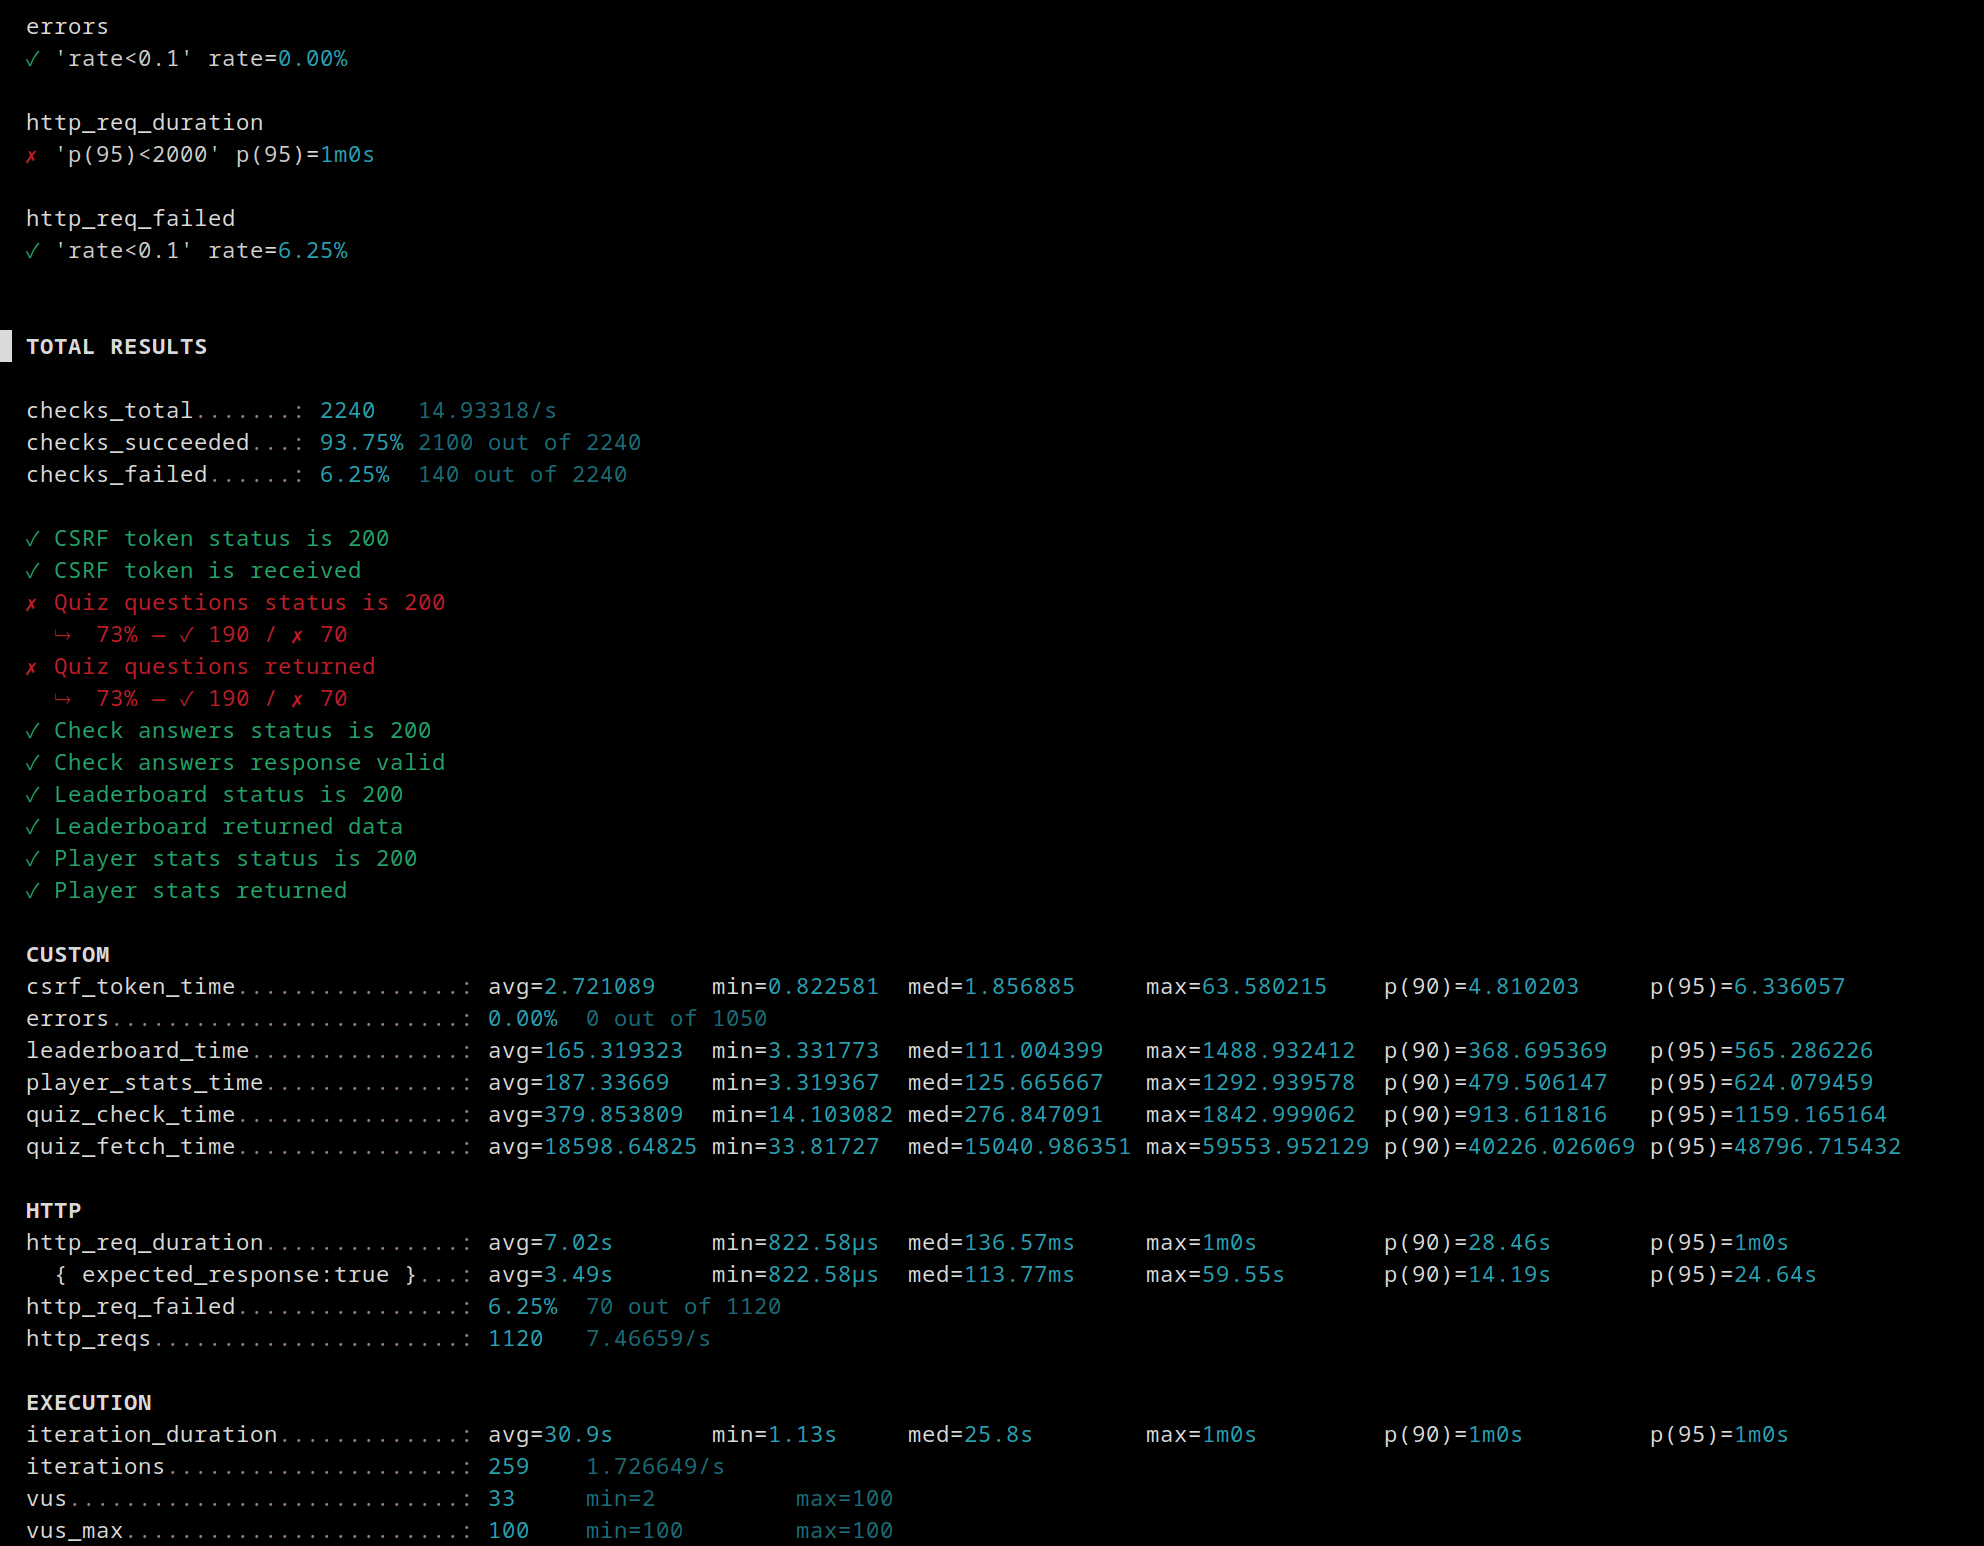 errors
✓ 'rate<0.1' rate=0.00%
http_req_duration
✗ 'p(95)<2000' p(95)=1m0s
http_req_failed
✓ 'rate<0.1' rate=6.25%
TOTAL RESULTS
checks_total.......: 2240   14.93318/s
checks_succeeded...: 93.75% 2100 out of 2240
checks_failed......: 6.25%  140 out of 2240
✓ CSRF token status is 200
✓ CSRF token is received
✗ Quiz questions status is 200
↳  73% — ✓ 190 / ✗ 70
✗ Quiz questions returned
↳  73% — ✓ 190 / ✗ 70
✓ Check answers status is 200
✓ Check answers response valid
✓ Leaderboard status is 200
✓ Leaderboard returned data
✓ Player stats status is 200
✓ Player stats returned
CUSTOM
csrf_token_time................: avg=2.721089    min=0.822581  med=1.856885     max=63.580215    p(90)=4.810203     p(95)=6.336057
errors.........................: 0.00%  0 out of 1050
leaderboard_time...............: avg=165.319323  min=3.331773  med=111.004399   max=1488.932412  p(90)=368.695369   p(95)=565.286226
player_stats_time..............: avg=187.33669   min=3.319367  med=125.665667   max=1292.939578  p(90)=479.506147   p(95)=624.079459
quiz_check_time................: avg=379.853809  min=14.103082 med=276.847091   max=1842.999062  p(90)=913.611816   p(95)=1159.165164
quiz_fetch_time................: avg=18598.64825 min=33.81727  med=15040.986351 max=59553.952129 p(90)=40226.026069 p(95)=48796.715432
HTTP
http_req_duration..............: avg=7.02s       min=822.58µs  med=136.57ms     max=1m0s         p(90)=28.46s       p(95)=1m0s
{ expected_response:true }...: avg=3.49s       min=822.58µs  med=113.77ms     max=59.55s       p(90)=14.19s       p(95)=24.64s
http_req_failed................: 6.25%  70 out of 1120
http_reqs......................: 1120   7.46659/s
EXECUTION
iteration_duration.............: avg=30.9s       min=1.13s     med=25.8s        max=1m0s         p(90)=1m0s         p(95)=1m0s
iterations.....................: 259    1.726649/s
vus............................: 33     min=2          max=100
vus_max........................: 100    min=100        max=100